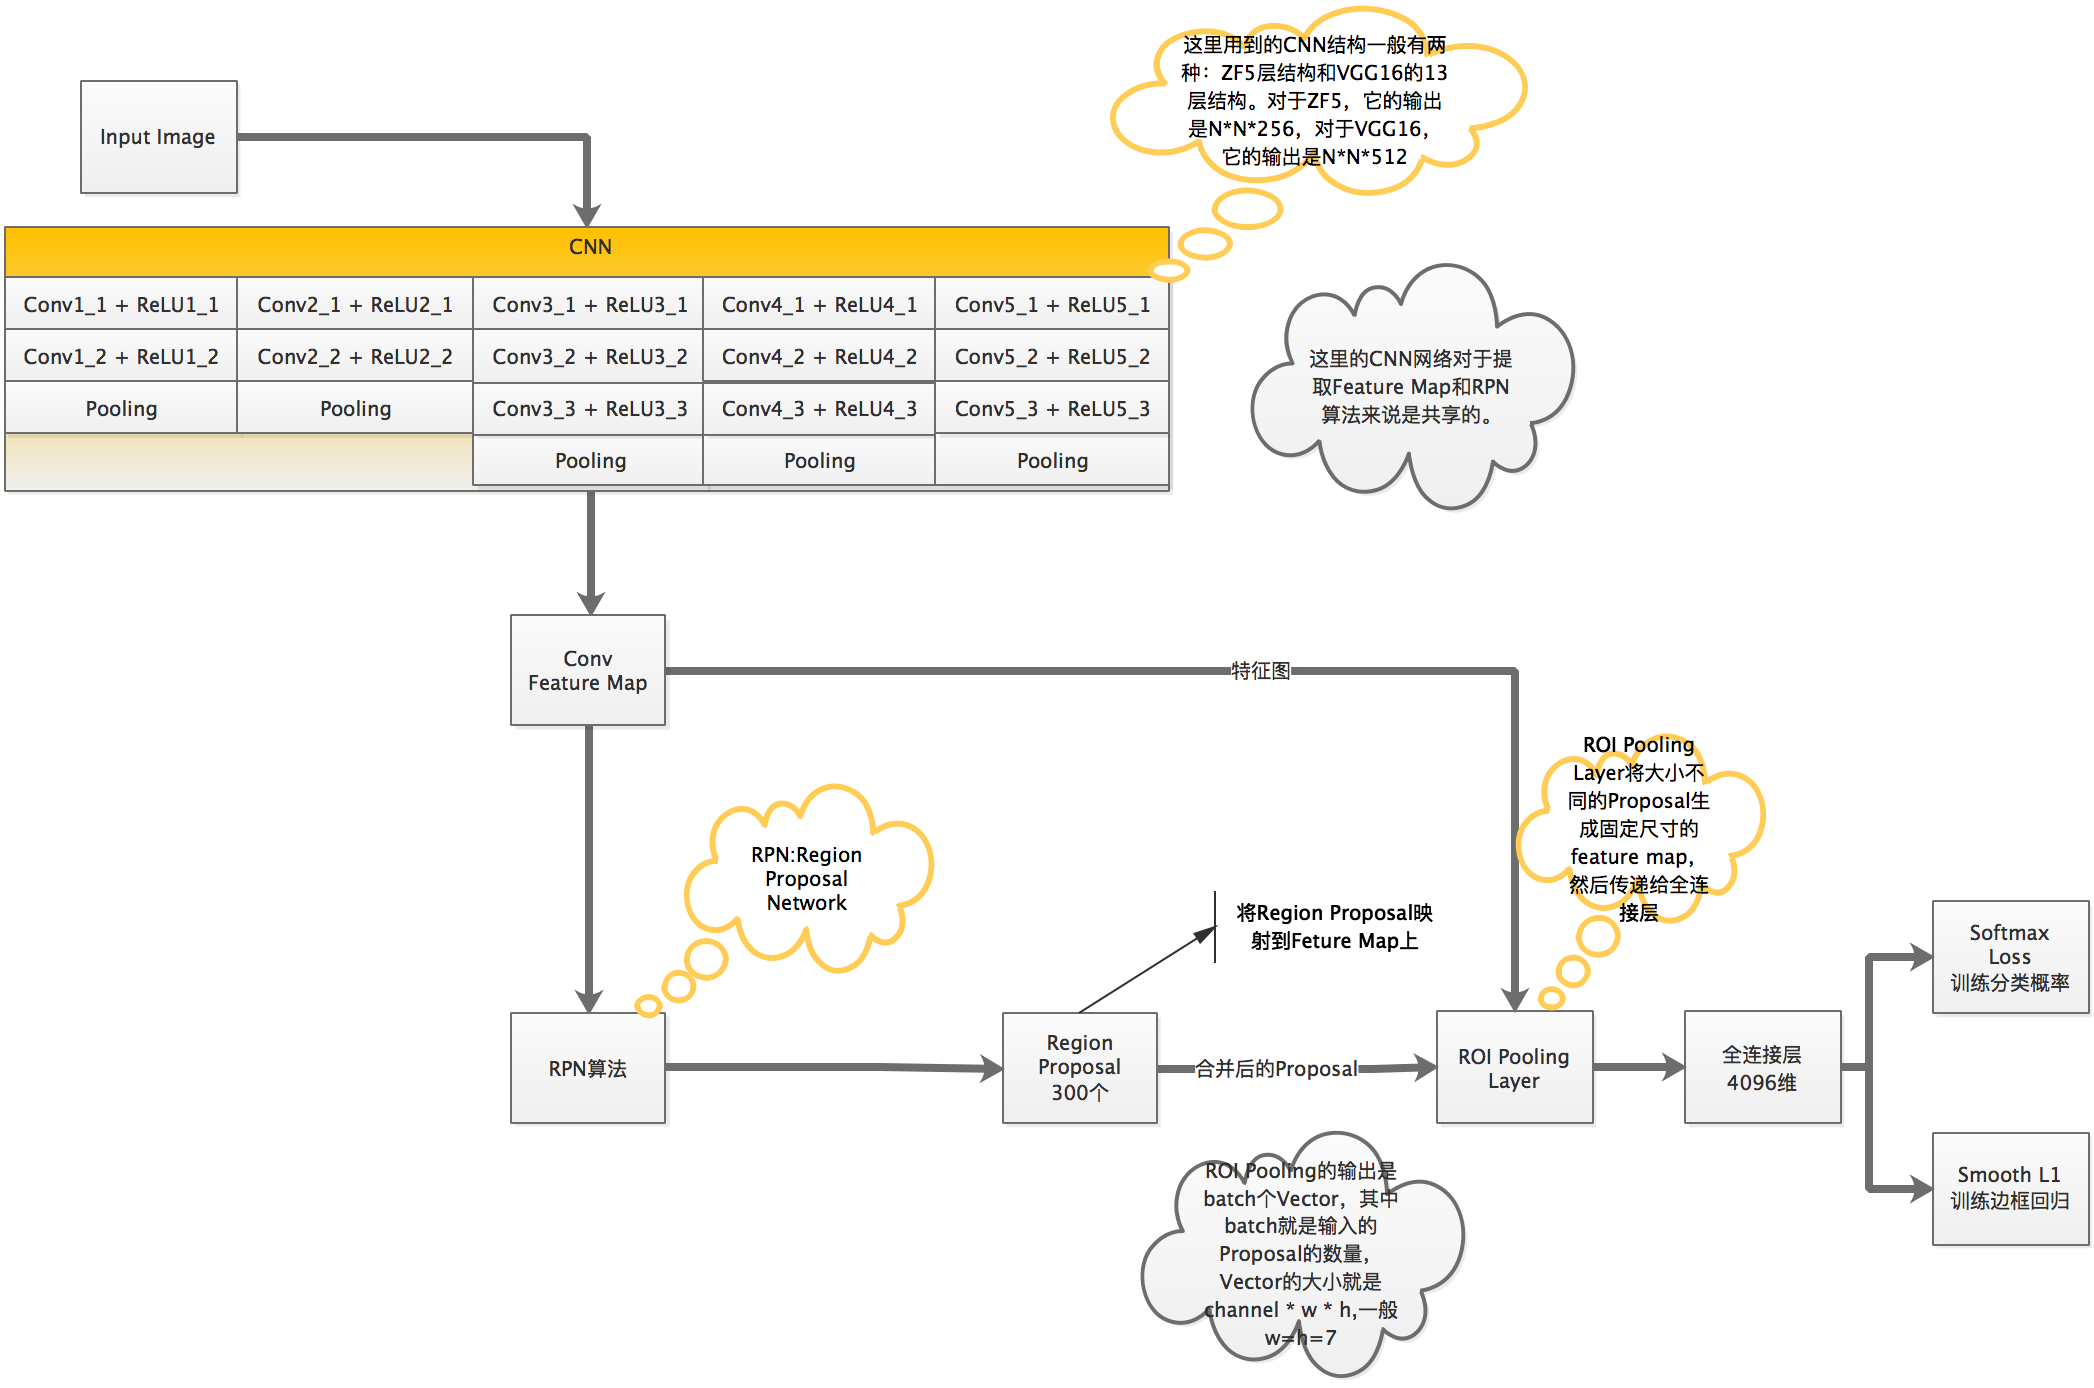 这里用到的CNN结构一般有两
种：ZF5层结构和VGG16的13
层结构。对于ZF5，它的输出
是N*N*256，对于VGG16，
它的输出是N*N*512
Input Image
CNN
Conv1_1 + ReLU1_1
Conv2_1 + ReLU2_1
Conv3_1 + ReLU3_1
Conv4_1 + ReLU4_1
Conv5_1 + ReLU5_1
Conv1_2 + ReLU1_2
Conv2_2 + ReLU2_2
Conv3_2 + ReLU3_2
Conv4_2 + ReLU4_2
Conv5_2 + ReLU5_2
Pooling
Pooling
Conv3_3 + ReLU3_3
Conv4_3 + ReLU4_3
Conv5_3 + ReLU5_3
Pooling
Pooling
Pooling
这里的CNN网络对于提
取Feature Map和RPN
算法来说是共享的。
Conv
Feature Map
特征图
ROI Pooling
Layer将大小不
同的Proposal生
成固定尺寸的
feature map，
然后传递给全连
接层
RPN:Region
Proposal
Network
将Region Proposal映
射到Feture Map上
RPN算法
Region
Proposal
300个
合并后的Proposal
ROI Pooling
Layer
全连接层
4096维
Softmax
Loss
训练分类概率
Smooth L1
训练边框回归
ROI Pooling的输出是
batch个Vector，其中
batch就是输入的
Proposal的数量，
Vector的大小就是
channel * w * h,一般
w=h=7